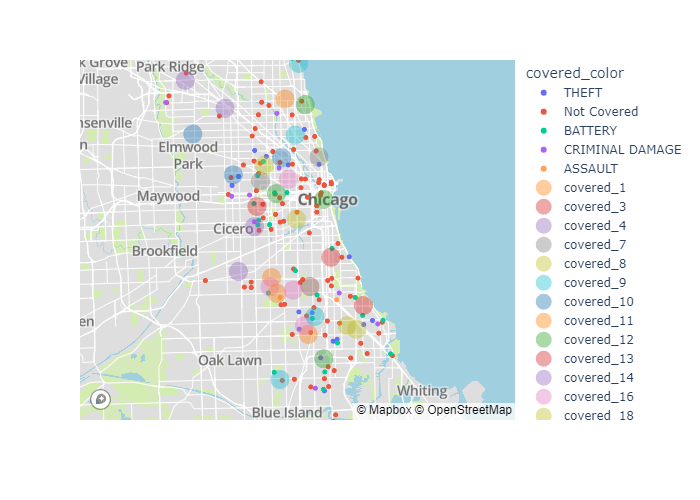 k Grove
Village
Park Ridge
nsenville
n
Elmwood
Park
Maywood
Chicago
Cicero
Brookfield
en
Oak Lawn
Whiting
Blue Island
© Mapbox © OpenStreetMap
covered_color
THEFT
Not Covered
BATTERY
CRIMINAL DAMAGE
ASSAULT
covered_1
covered_3
covered_4
covered_7
covered_8
covered_9
covered_10
covered_11
covered_12
covered_13
covered_14
covered_16
covered_18